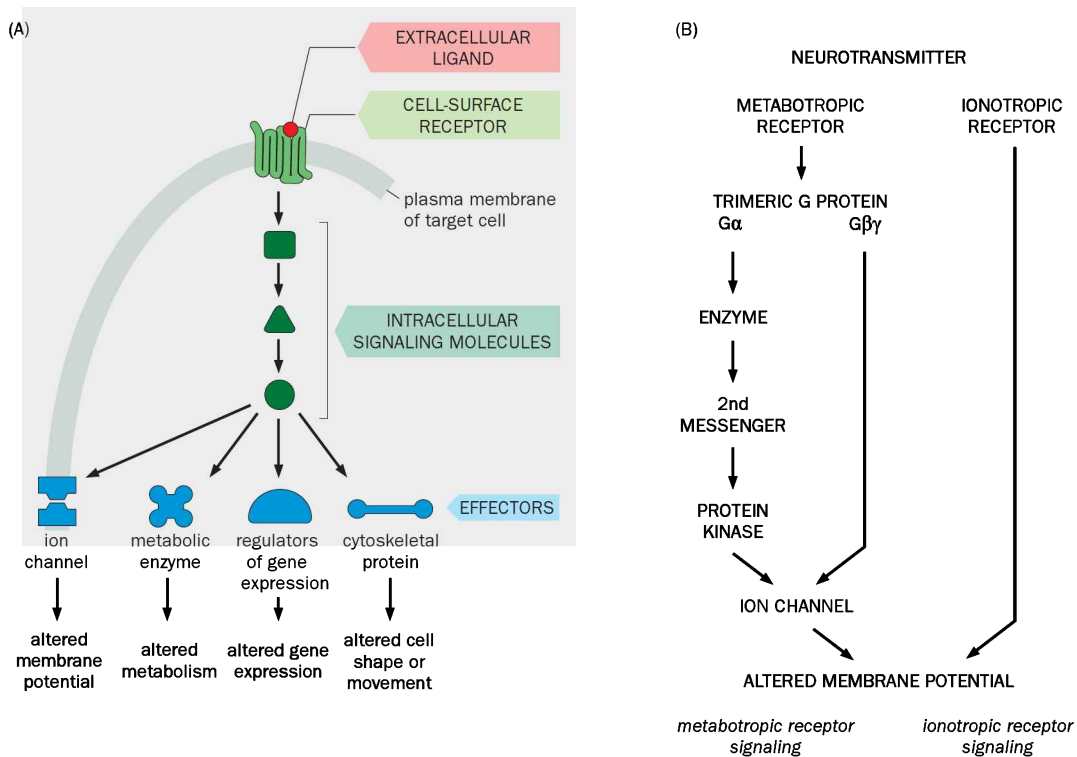 (A)
EXTRACELLULAR
LIGAND
CELL-SURFACE
RECEPTOR
plasma membrane
of target cell
INTRACELLULAR
SIGNALING MOLECULES
EFFECTORS
ion
channel
metabolic
enzyme
regulators
of gene
expression
cytoskeletal
protein
altered
membrane
potential
altered
metabolism
altered gene
expression
altered cell
shape or
movement
(B)
NEUROTRANSMITTER
METABOTROPIC
RECEPTOR
IONOTROPIC
RECEPTOR
TRIMERIC G PROTEIN
Gα Gβγ
ENZYME
2nd
MESSENGER
PROTEIN
KINASE
ION CHANNEL
ALTERED MEMBRANE POTENTIAL
metabotropic receptor
signaling
ionotropic receptor
signaling